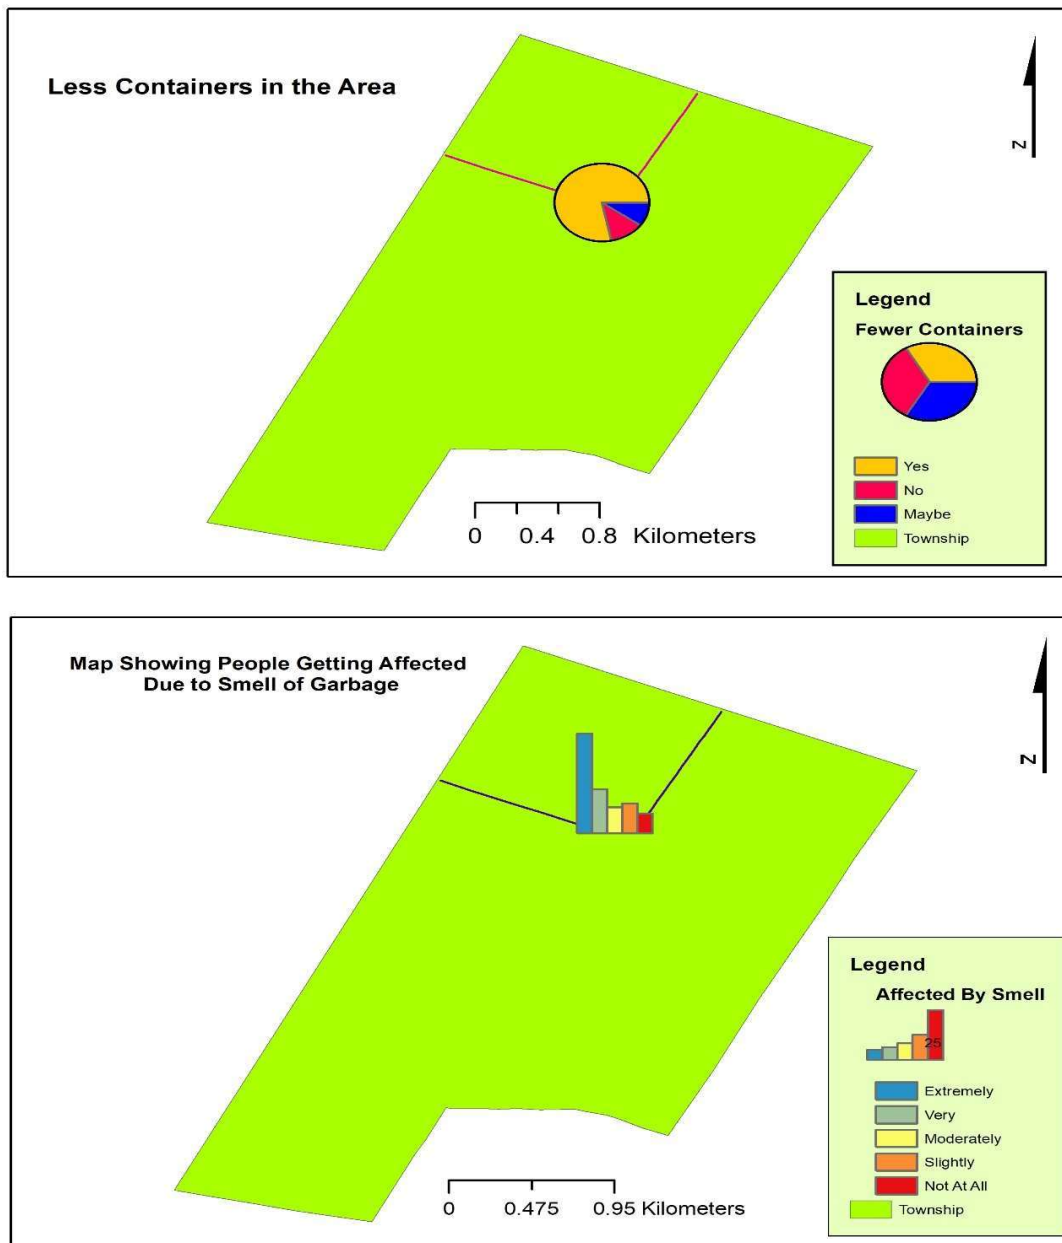 Less Containers in the Area
N
Legend
Fewer Containers
Yes
No
Maybe
Township
0 0.4 0.8 Kilometers
Map Showing People Getting Affected
Due to Smell of Garbage
N
Legend
Affected By Smell
25
Extremely
Very
Moderately
Slightly
Not At All
Township
0 0.475 0.95 Kilometers